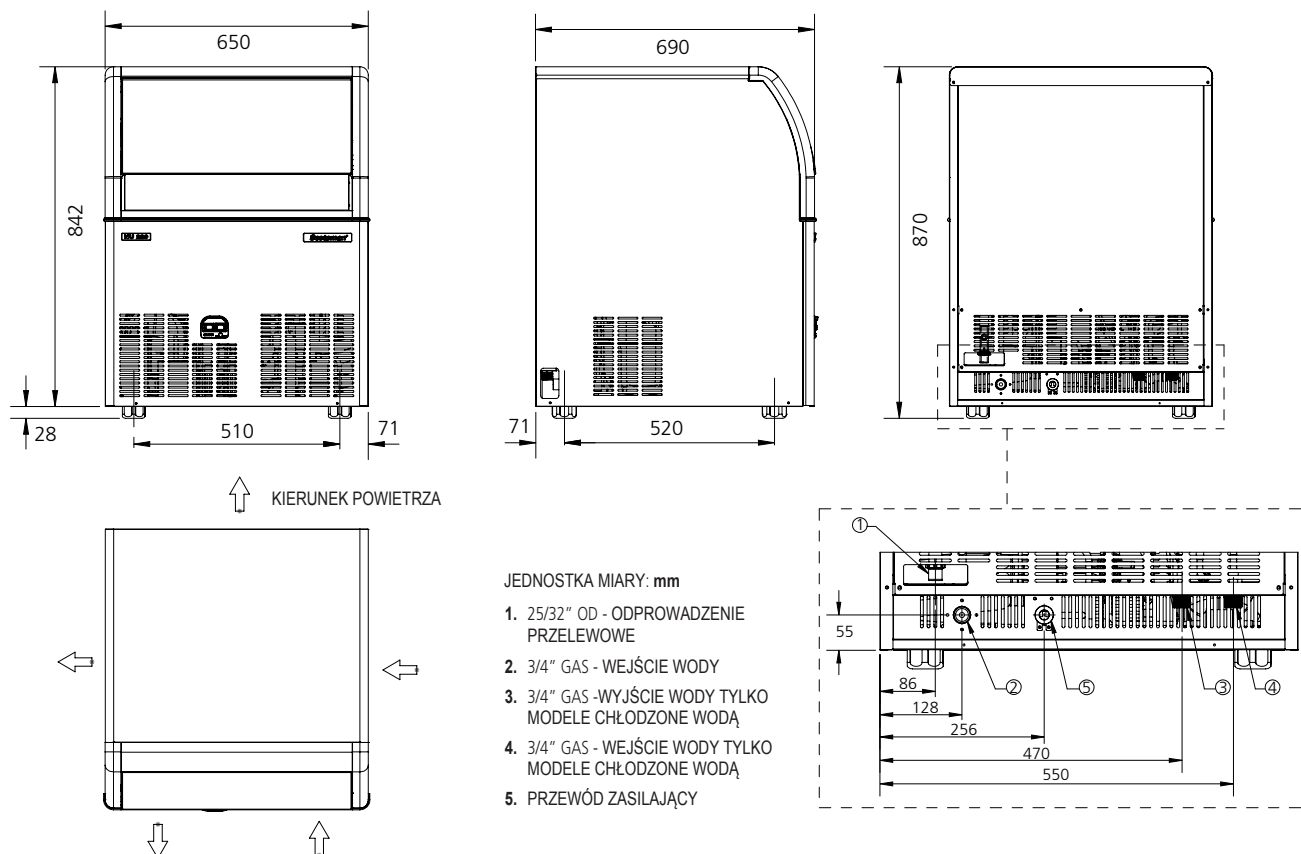 650
690
842
870
28
510
71
71
520
KIERUNEK POWIETRZA
JEDNOSTKA MIARY: mm
1. 25/32" OD - ODPROWADZENIE
PRZELEWOWE
2. 3/4" GAS - WEJŚCIE WODY
3. 3/4" GAS -WYJŚCIE WODY TYLKO
MODELE CHŁODZONE WODĄ
4. 3/4" GAS - WEJŚCIE WODY TYLKO
MODELE CHŁODZONE WODĄ
5. PRZEWÓD ZASILAJĄCY
1
55
86
2
5
3
4
128
256
470
550